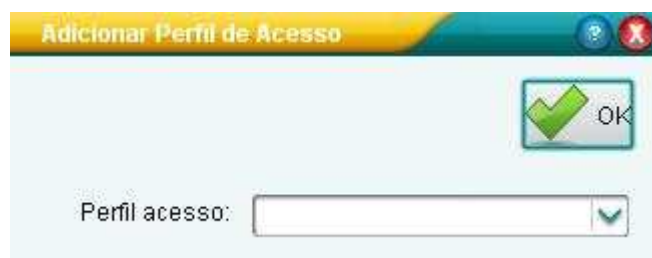 Adicionar Perfil de Acesso
?
X
OK
Perfil acesso: